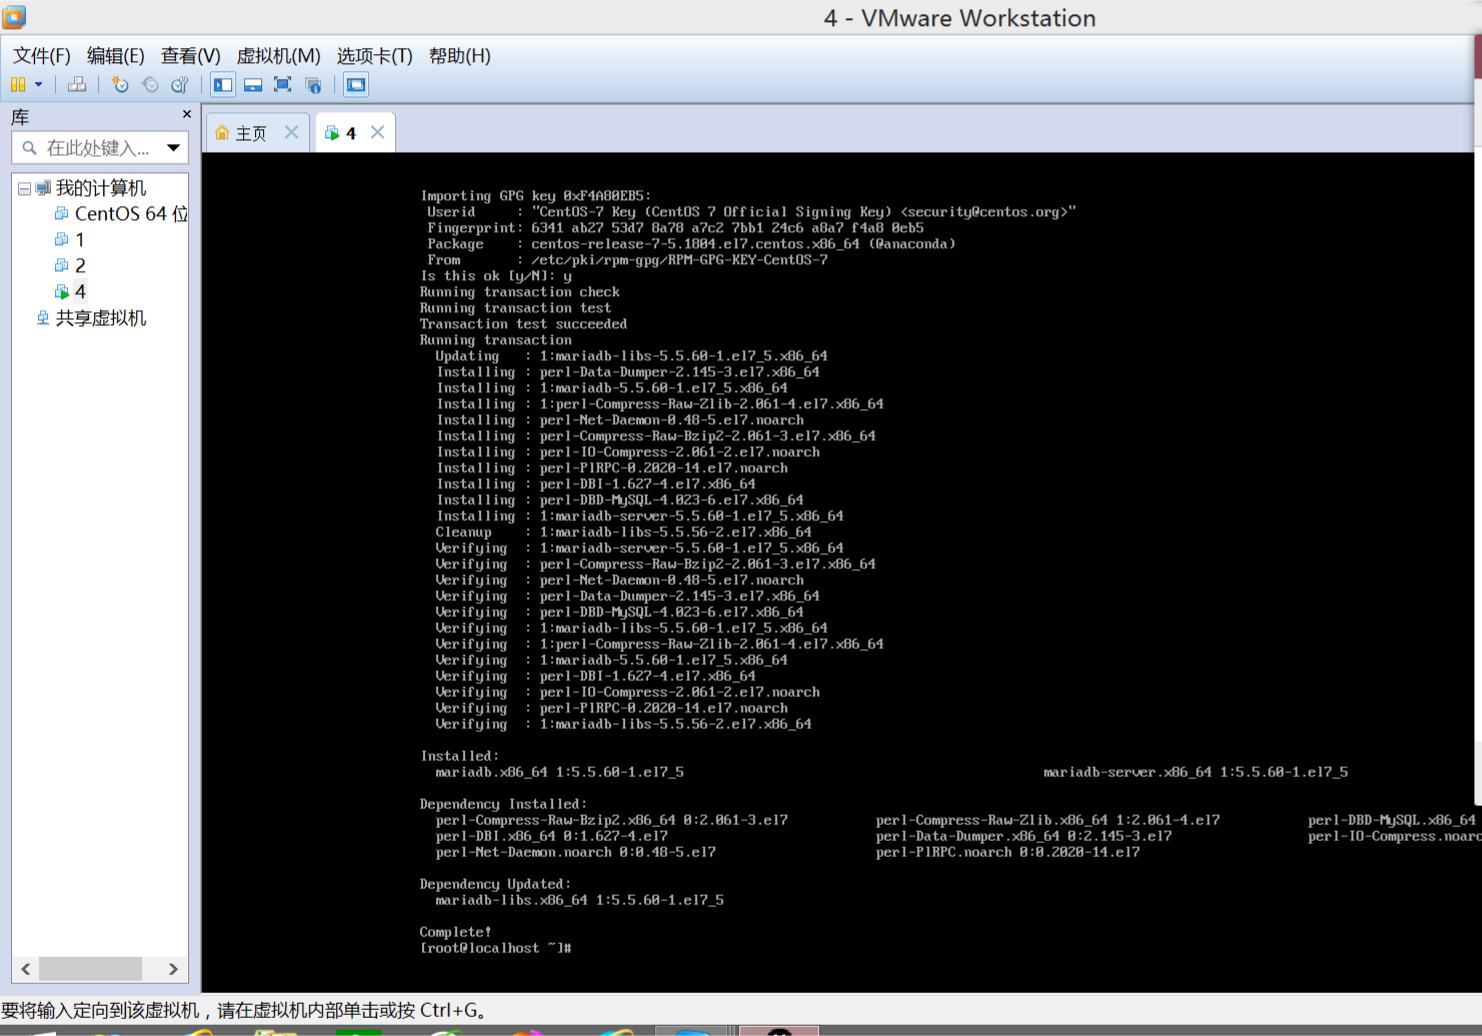 4 - VMware Workstation
文件(F) 编辑(E) 查看(V) 虚拟机(M) 选项卡(T) 帮助(H)
库
在此处键入...
我的计算机
CentOS 64 位
1
2
4
共享虚拟机
主页
4
Importing GPG key 0xF4A80EB5:
Userid     : "CentOS-7 Key (CentOS 7 Official Signing Key) <security@centos.org>"
Fingerprint: 6341 ab27 53d7 8a78 a7c2 7bb1 24c6 a8a7 f4a8 0eb5
Package    : centos-release-7-5.1804.el7.centos.x86_64 (@anaconda)
From       : /etc/pki/rpm-gpg/RPM-GPG-KEY-CentOS-7
Is this ok [y/N]: y
Running transaction check
Running transaction test
Transaction test succeeded
Running transaction
Updating   : 1:mariadb-libs-5.5.60-1.el7_5.x86_64
Installing : perl-Data-Dumper-2.145-3.el7.x86_64
Installing : 1:mariadb-5.5.60-1.el7_5.x86_64
Installing : 1:perl-Compress-Raw-Zlib-2.061-4.el7.x86_64
Installing : perl-Net-Daemon-0.48-5.el7.noarch
Installing : perl-Compress-Raw-Bzip2-2.061-3.el7.x86_64
Installing : perl-IO-Compress-2.061-2.el7.noarch
Installing : perl-PlRPC-0.2020-14.el7.noarch
Installing : perl-DBI-1.627-4.el7.x86_64
Installing : perl-DBD-MySQL-4.023-6.el7.x86_64
Installing : 1:mariadb-server-5.5.60-1.el7_5.x86_64
Cleanup    : 1:mariadb-libs-5.5.56-2.el7.x86_64
Verifying  : 1:mariadb-server-5.5.60-1.el7_5.x86_64
Verifying  : perl-Compress-Raw-Bzip2-2.061-3.el7.x86_64
Verifying  : perl-Net-Daemon-0.48-5.el7.noarch
Verifying  : perl-Data-Dumper-2.145-3.el7.x86_64
Verifying  : perl-DBD-MySQL-4.023-6.el7.x86_64
Verifying  : 1:mariadb-libs-5.5.60-1.el7_5.x86_64
Verifying  : 1:perl-Compress-Raw-Zlib-2.061-4.el7.x86_64
Verifying  : 1:mariadb-5.5.60-1.el7_5.x86_64
Verifying  : perl-DBI-1.627-4.el7.x86_64
Verifying  : perl-IO-Compress-2.061-2.el7.noarch
Verifying  : perl-PlRPC-0.2020-14.el7.noarch
Verifying  : 1:mariadb-libs-5.5.56-2.el7.x86_64
Installed:
mariadb.x86_64 1:5.5.60-1.el7_5 mariadb-server.x86_64 1:5.5.60-1.el7_5
Dependency Installed:
perl-Compress-Raw-Bzip2.x86_64 0:2.061-3.el7 perl-Compress-Raw-Zlib.x86_64 1:2.061-4.el7 perl-DBD-MySQL.x86_64
perl-DBI.x86_64 0:1.627-4.el7 perl-Data-Dumper.x86_64 0:2.145-3.el7 perl-IO-Compress.noarc
perl-Net-Daemon.noarch 0:0.48-5.el7 perl-PlRPC.noarch 0:0.2020-14.el7
Dependency Updated:
mariadb-libs.x86_64 1:5.5.60-1.el7_5
Complete!
[root@localhost ~]#
要将输入定向到该虚拟机，请在虚拟机内部单击或按 Ctrl+G。